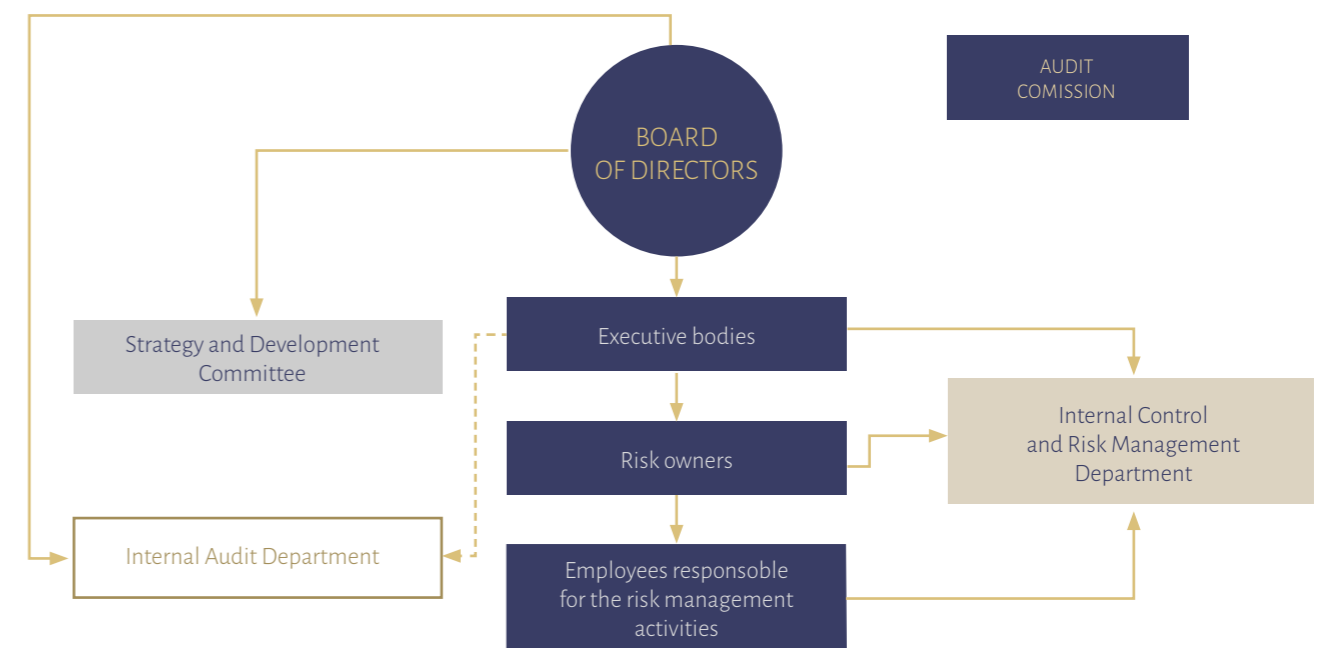 AUDIT
COMISSION
BOARD
OF DIRECTORS
Executive bodies
Strategy and Development
Committee
Internal Control
and Risk Management
Department
Risk owners
Internal Audit Department
Employees responsoble
for the risk management
activities